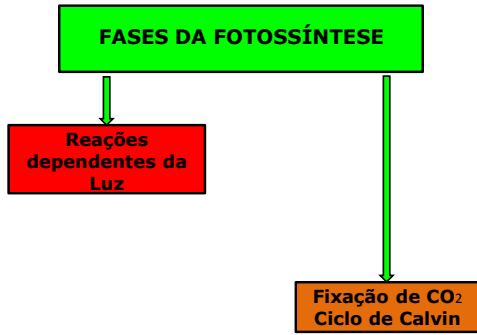 FASES DA FOTOSSÍNTESE
Reações
dependentes da
Luz
Fixação de CO2
Ciclo de Calvin